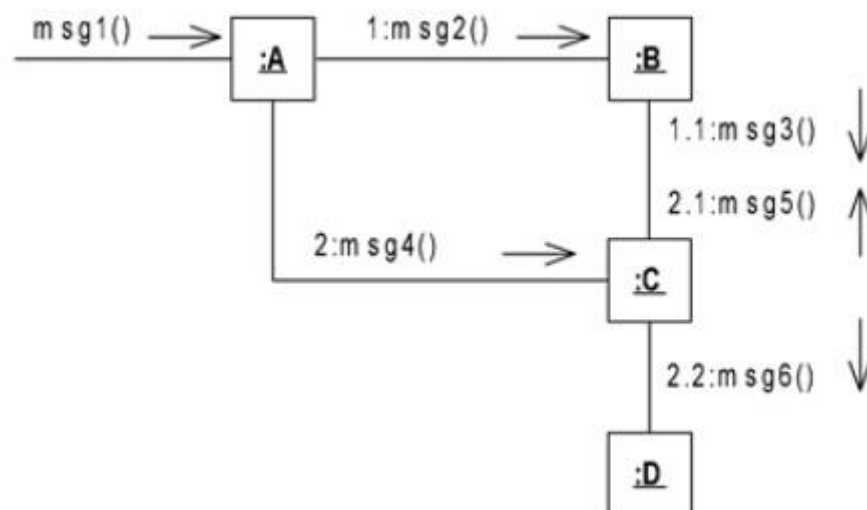 msg1()
:A
1:msg2()
:B
1.1:msg3()
2.1:msg5()
2:msg4()
:C
2.2:msg6()
:D